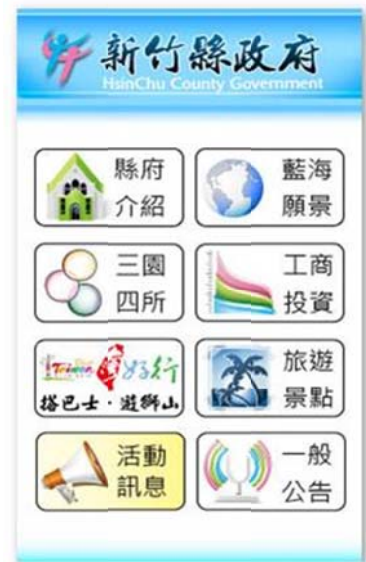 新竹縣政府
HsinChu County Government
縣府
介紹
藍海
願景
三園
四所
工商
投資
Taiwan 好行
搭巴士・遊獅山
旅遊
景點
活動
訊息
一般
公告